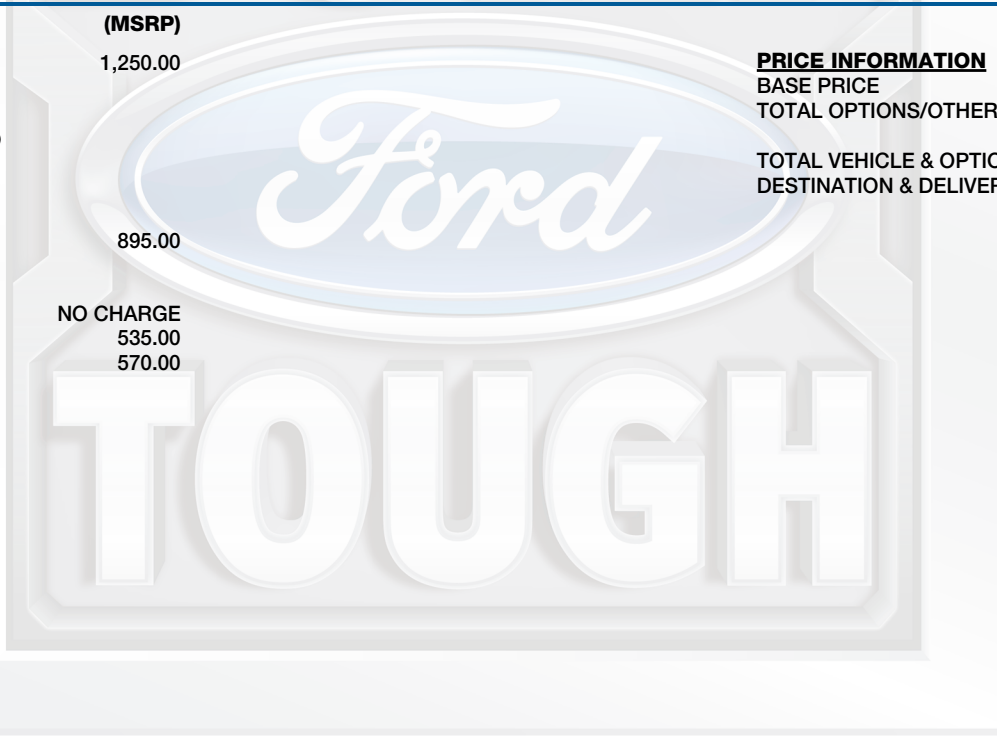 (MSRP)
1,250.00
895.00
NO CHARGE
535.00
570.00
PRICE INFORMATION
BASE PRICE
TOTAL OPTIONS/OTHER
TOTAL VEHICLE & OPTIO
DESTINATION & DELIVER
Ford
TOUGH